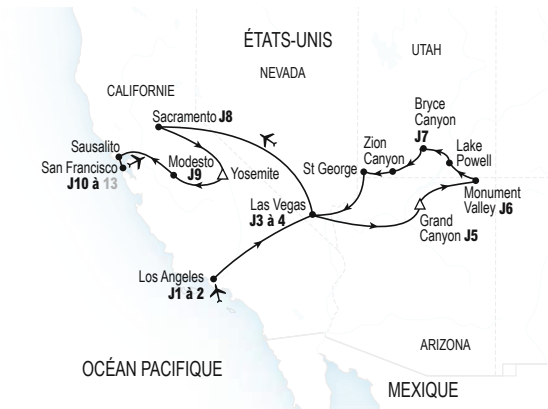 ÉTATS-UNIS
UTAH
NEVADA
CALIFORNIE
Bryce
Canyon
J7
Sacramento J8
Zion
Canyon
Lake
Powell
Sausalito
San Francisco
J10 à 13
Modesto
J9
Yosemite
St George
Monument
Valley J6
Las Vegas
J3 à 4
Grand
Canyon J5
Los Angeles
J1 à 2
ARIZONA
OCÉAN PACIFIQUE
MEXIQUE